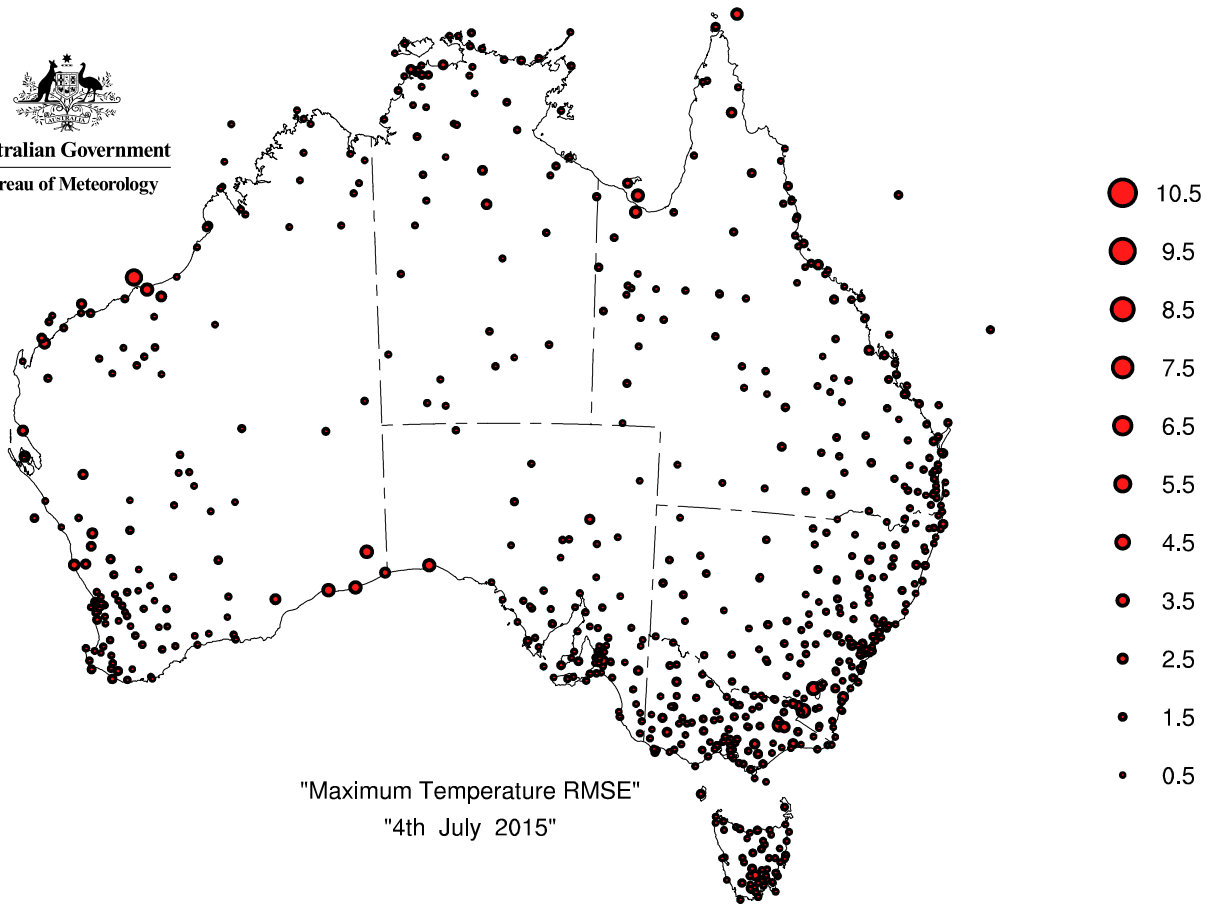 AUSTRALIA
tralian Government
reau of Meteorology
10.5
9.5
8.5
7.5
6.5
5.5
4.5
3.5
2.5
1.5
0.5
"Maximum Temperature RMSE"
"4th July 2015"